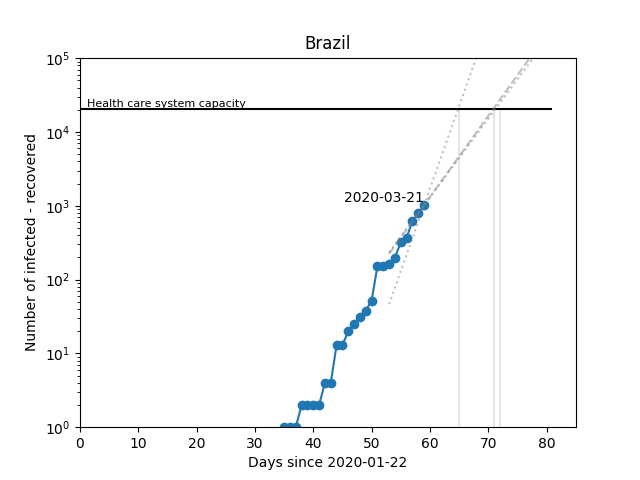 Brazil
10^5
Health care system capacity
10^4
2020-03-21
10^3
10^2
10^1
10^0
Number of infected - recovered
0 10 20 30 40 50 60 70 80
Days since 2020-01-22